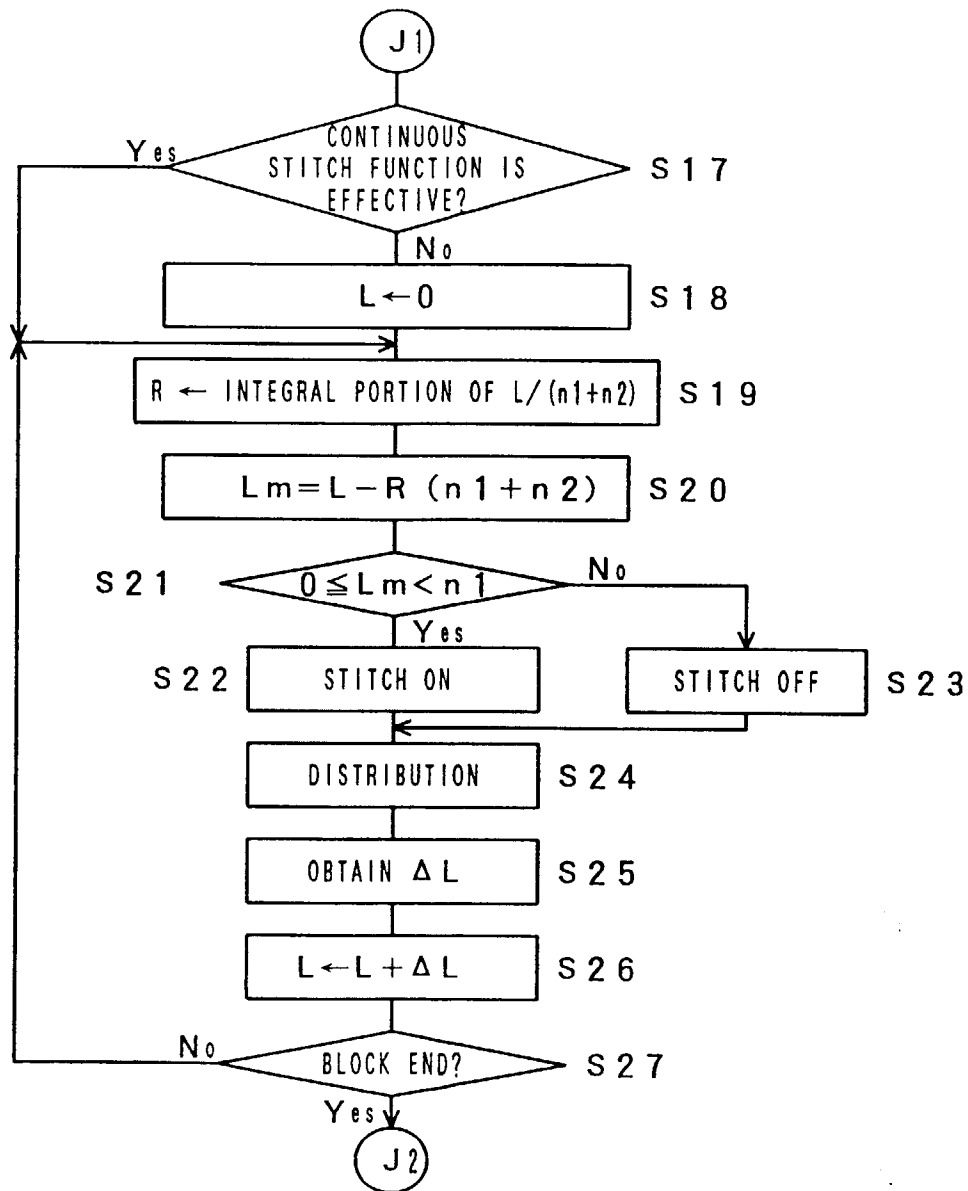 J1
CONTINUOUS
STITCH FUNCTION IS
EFFECTIVE?
Yes
S17
No
L←0
S18
R ← INTEGRAL PORTION OF L/(n1+n2)
S19
Lm=L-R (n1+n2)
S20
S21
0≦Lm<n1
No
Yes
S22
STITCH ON
STITCH OFF
S23
DISTRIBUTION
S24
OBTAIN ΔL
S25
L←L+ΔL
S26
No
BLOCK END?
S27
Yes
J2